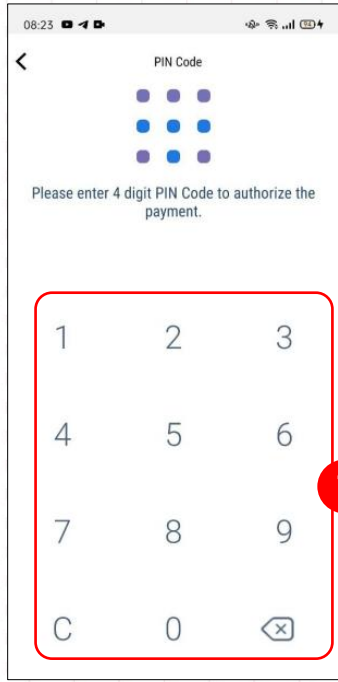 08:23
PIN Code
Please enter 4 digit PIN Code to authorize the
payment.
1 2 3
4 5 6
7 8 9
C 0